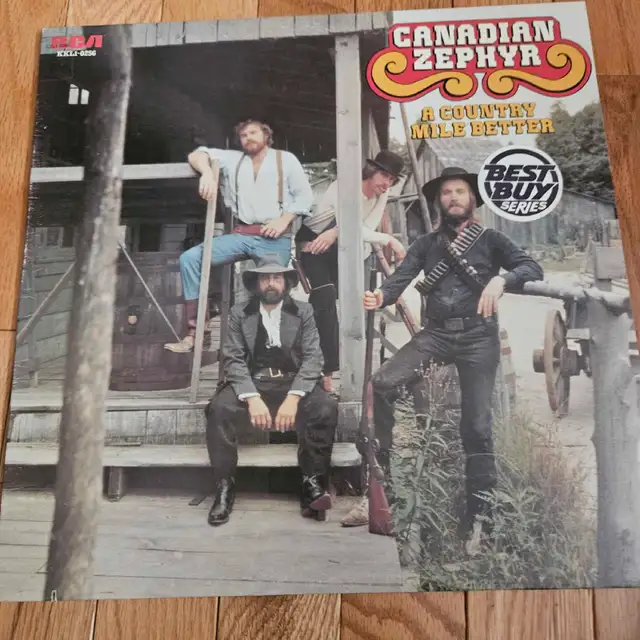 RCA
KKL1-0256
CANADIAN
ZEPHYR
A COUNTRY
MILE BETTER
"BEST
BUY"
SERIES